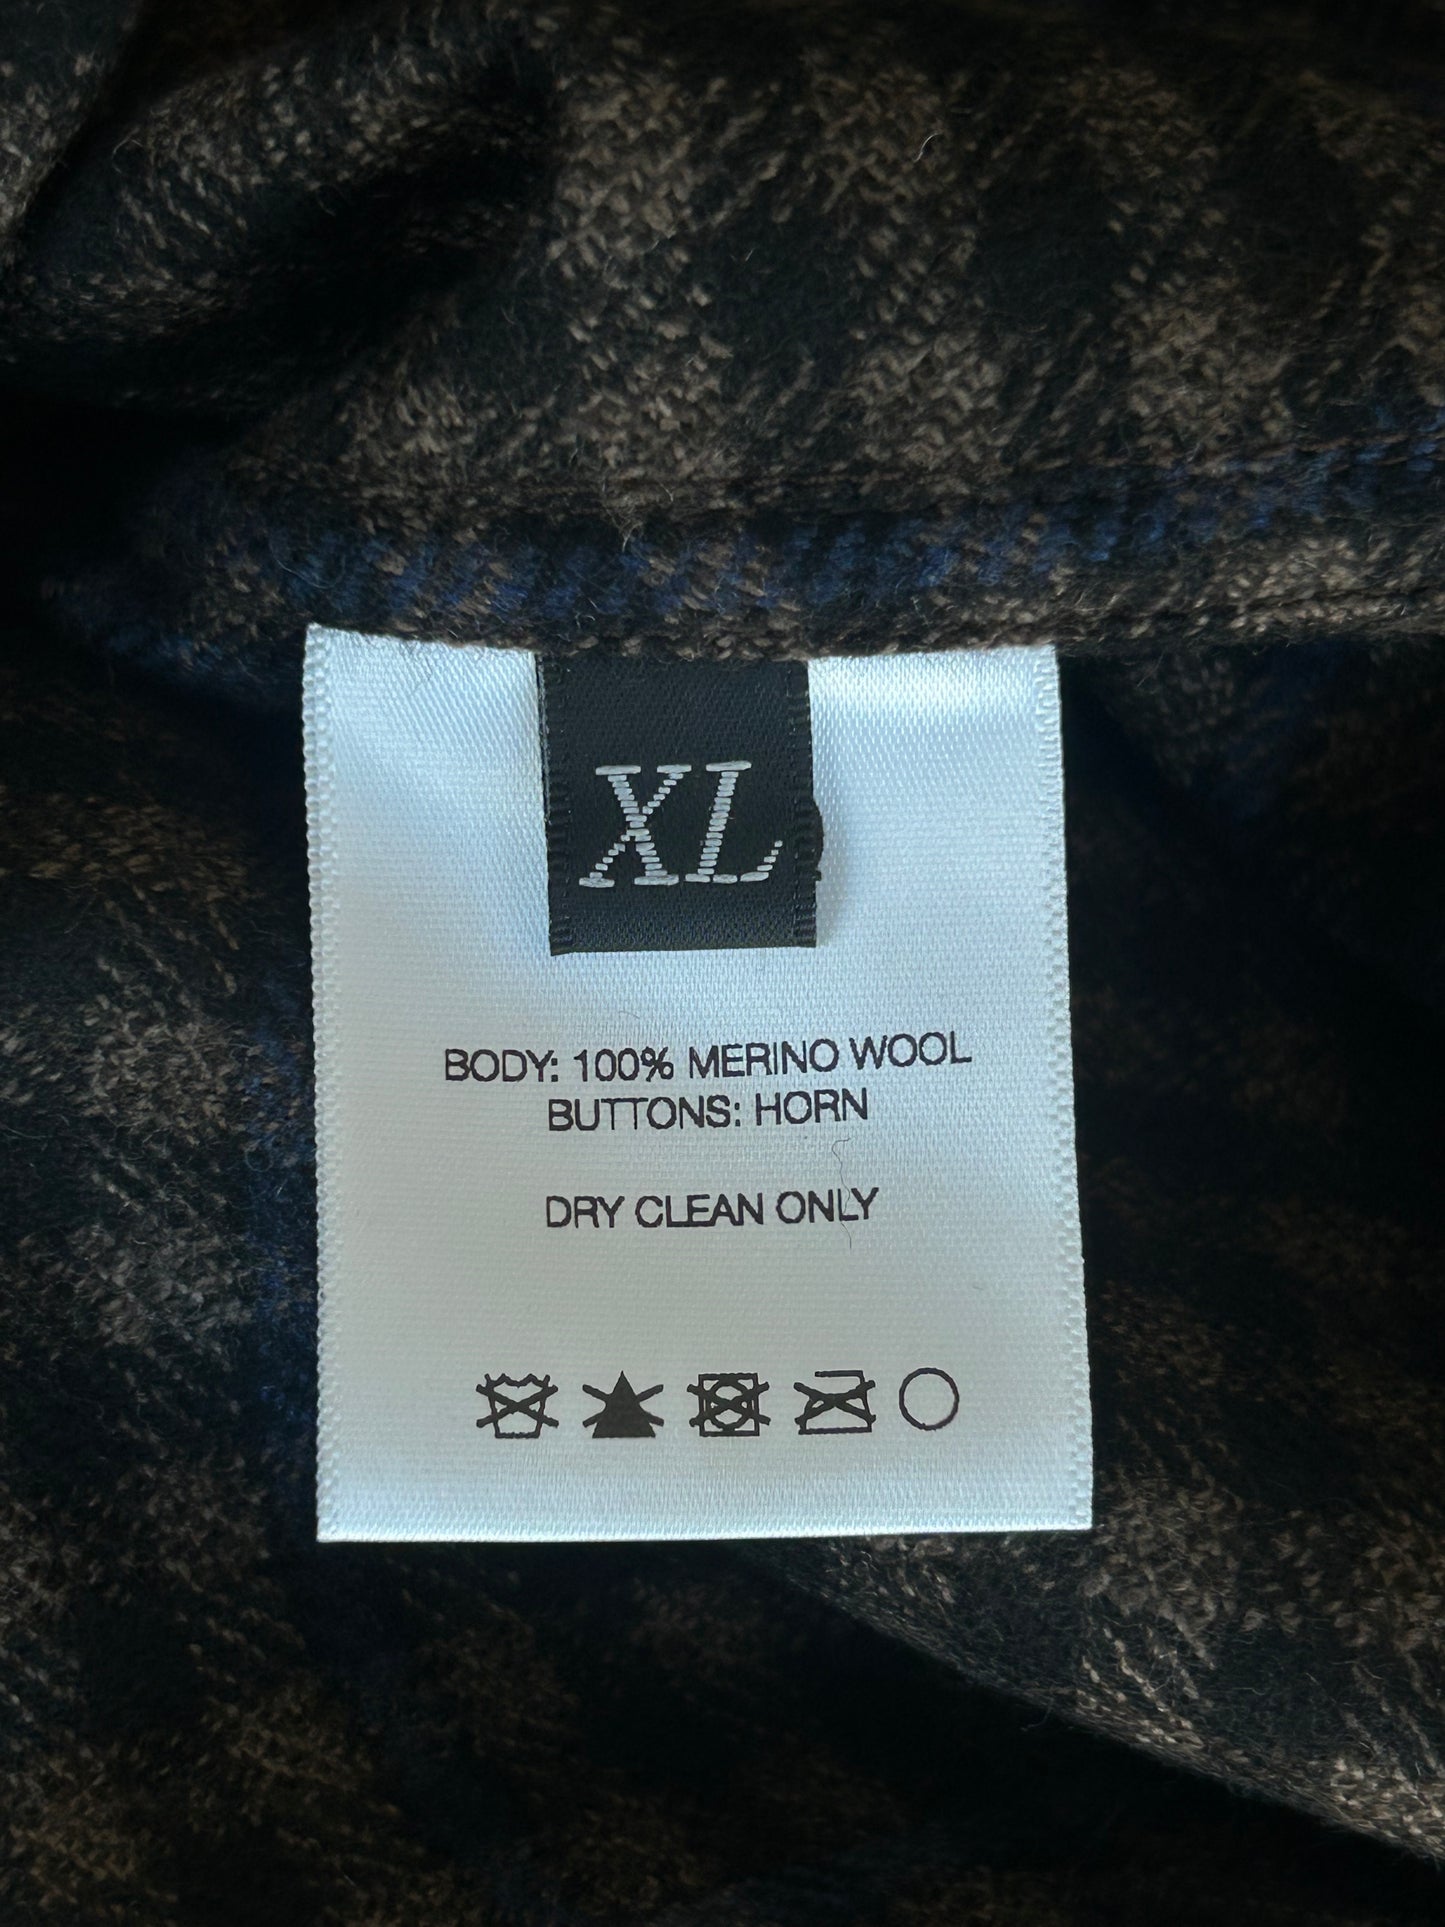 XL
BODY: 100% MERINO WOOL
BUTTONS: HORN
DRY CLEAN ONLY